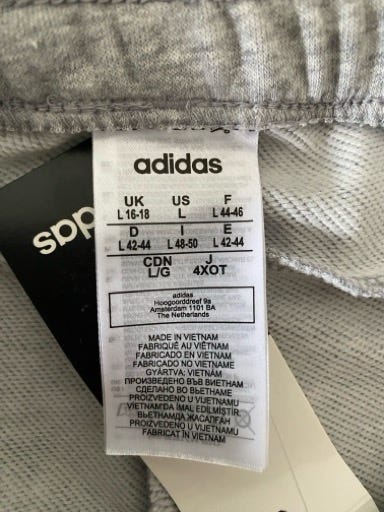 adidas
UK US F
L 16-18 L L 44-46
D I E
L 42-44 L 48-50 L 42-44
CDN J
L/G 4XOT
adidas
Hoogoorddreef 9a
Amsterdam 1101 BA
The Netherlands
MADE IN VIETNAM
FABRIQUÉ AU VIÊTNAM
FABRICADO EN VIETNAM
FABRICADO NO VIETNAME
GYÁRTVA: VIETNAM
ПРОИЗВЕДЕНО ВЪВ ВИЕТНАМ
СДЕЛАНО ВО ВЬЕТНАМЕ
PROIZVEDENO U VIJETNAMU
VIETNAM'DA İMAL EDİLMİŞTİR
ВЬЕТНАМДА ЖАСАЛҒАН
PROIZVEDENO U VIJETNAMU
FABRICAT ÎN VIETNAM
adidas